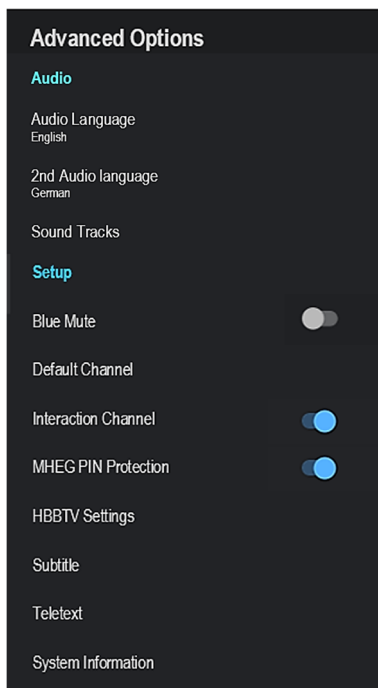 Advanced Options
Audio
Audio Language
English
2nd Audio language
German
Sound Tracks
Setup
Blue Mute
Default Channel
Interaction Channel
MHEG PIN Protection
HBBTV Settings
Subtitle
Teletext
System Information